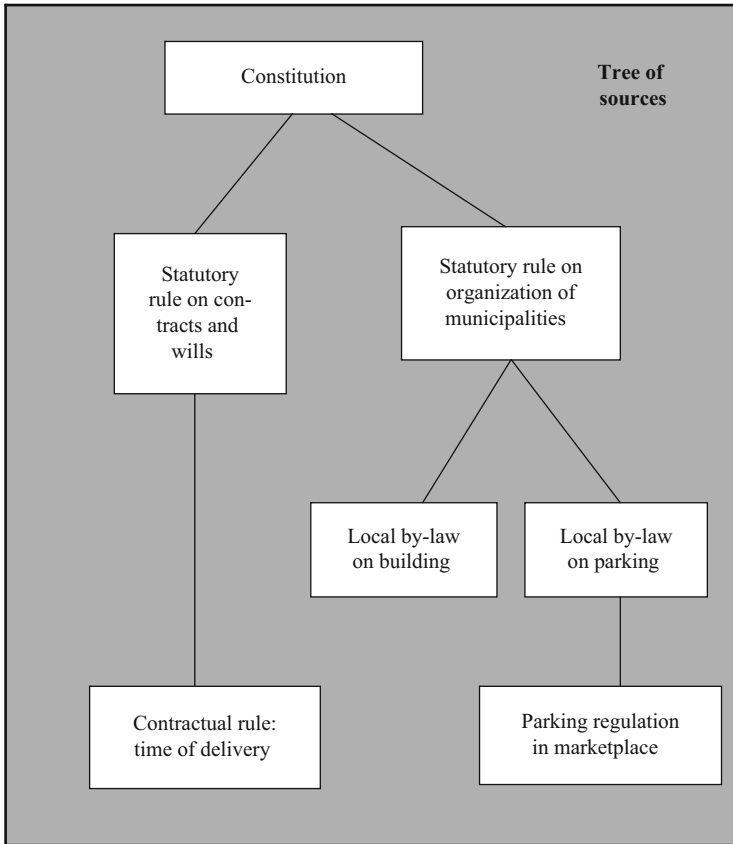 Constitution
Tree of
sources
Statutory
rule on con-
tracts and
wills
Statutory rule on
organization of
municipalities
Local by-law
on building
Local by-law
on parking
Contractual rule:
time of delivery
Parking regulation
in marketplace